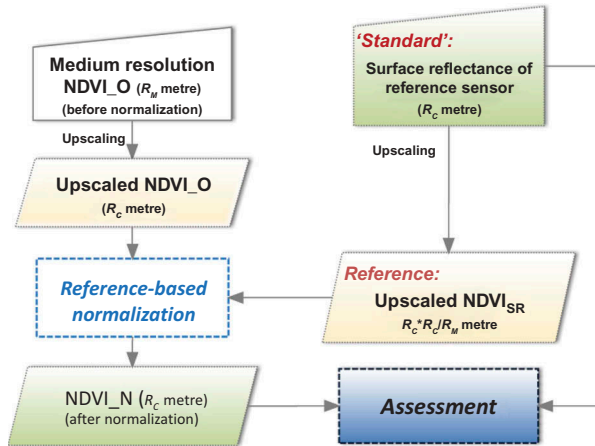 Medium resolution
NDVI_O (R_M metre)
(before normalization)
Upscaling
Upscaled NDVI_O
(R_C metre)
Reference-based
normalization
NDVI_N (R_C metre)
(after normalization)
'Standard':
Surface reflectance of
reference sensor
(R_C metre)
Upscaling
Reference:
Upscaled NDVI_SR
R_C*R_C/R_M metre
Assessment